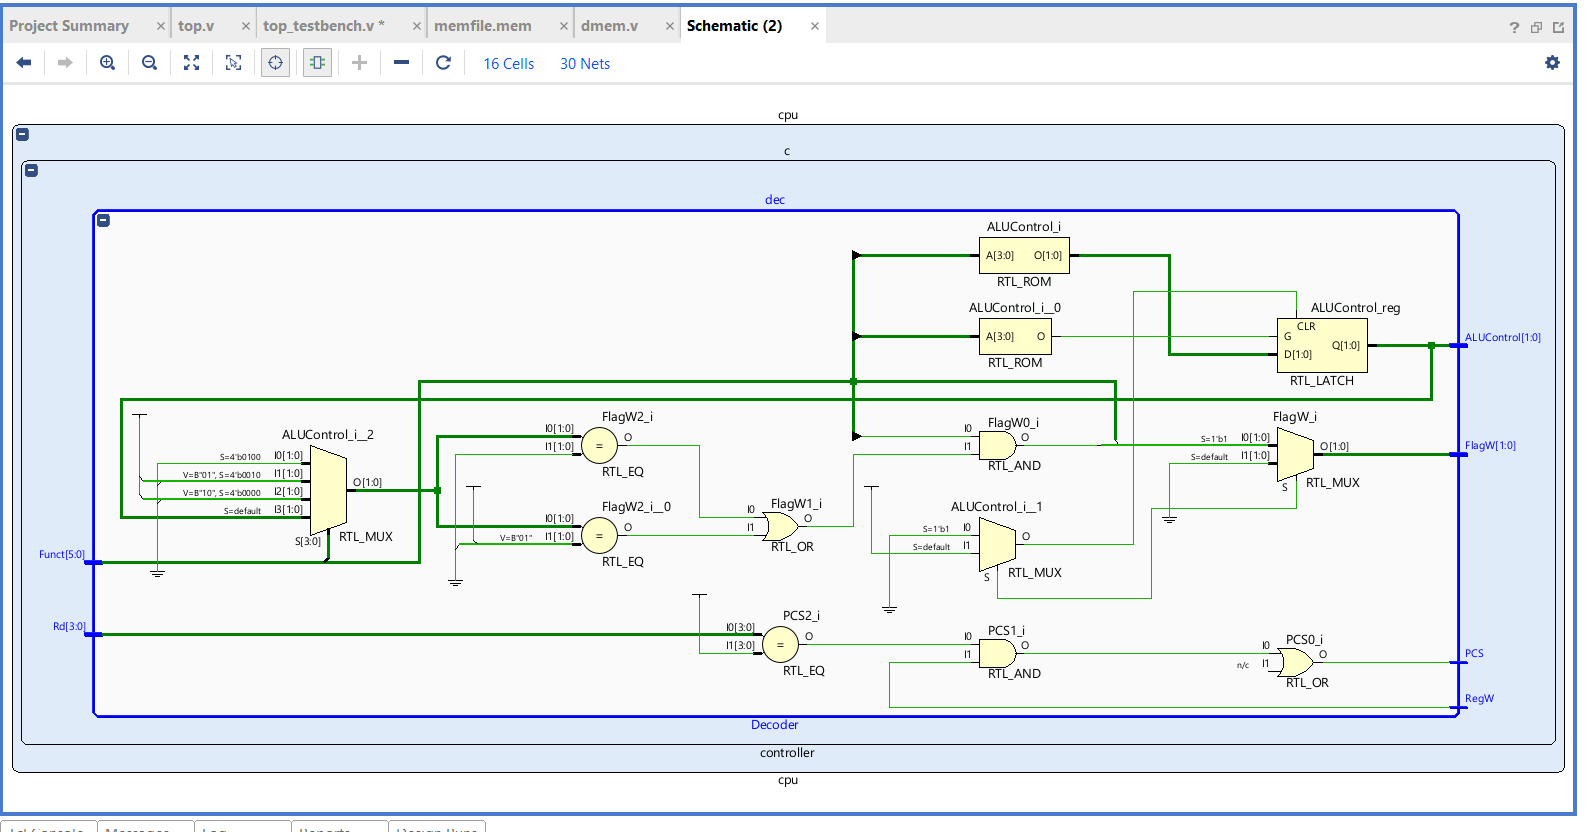 Project Summary × top.v × top_testbench.v * × memfile.mem × dmem.v × Schematic (2) ×
?
16 Cells 30 Nets
cpu
c
dec
ALUControl_i
A[3:0] O[1:0]
RTL_ROM
ALUControl_i__0
A[3:0] O
RTL_ROM
ALUControl_reg
CLR
G
D[1:0] Q[1:0]
RTL_LATCH
ALUControl[1:0]
ALUControl_i__2
S=4'b0100 I0[1:0]
V=B"01", S=4'b0010 I1[1:0]
V=B"10", S=4'b0000 I2[1:0]
S=default I3[1:0]
O[1:0]
S[3:0]
RTL_MUX
FlagW2_i
I0[1:0]
I1[1:0]
=
O
RTL_EQ
FlagW2_i__0
I0[1:0]
V=B"01" I1[1:0]
=
O
RTL_EQ
FlagW1_i
I0
I1
O
RTL_OR
FlagW0_i
I0
I1
O
RTL_AND
FlagW_i
S=1'b1 I0[1:0]
S=default I1[1:0]
O[1:0]
S
RTL_MUX
FlagW[1:0]
ALUControl_i__1
S=1'b1 I0
S=default I1
O
S
RTL_MUX
Funct[5:0]
Rd[3:0]
PCS2_i
I0[3:0]
I1[3:0]
=
O
RTL_EQ
PCS1_i
I0
I1
O
RTL_AND
PCS0_i
I0
n/c I1
O
RTL_OR
PCS
RegW
Decoder
controller
cpu
Tcl Console Messages Log Reports Design Runs